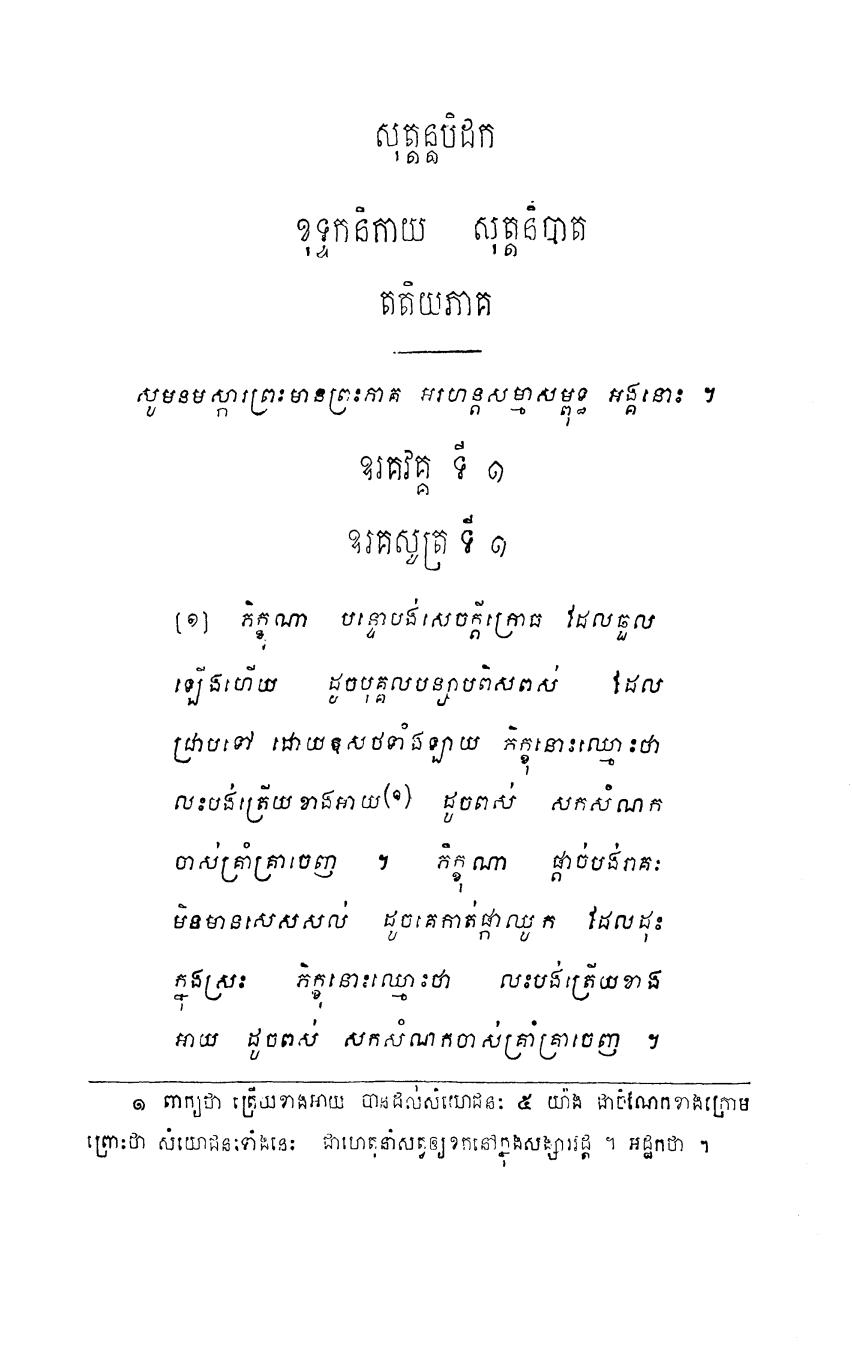 សុត្តន្តបិដក
ខុទ្ទកនិកាយ សុត្តនិបាត
តតិយភាគ
សូមនមស្ការព្រះមានព្រះភាគ អរហន្តសម្មាសម្ពុទ្ធ អង្គនោះ ។
ឧរគវគ្គ ទី ១
ឧរគសូត្រ ទី ១
[១] ភិក្ខុណា បន្ទោបង់សេចក្តីក្រោធ ដែលជួល
ឡើងហើយ ដូចបុគ្គលបន្សាបពិសពស់ ដែល
ជ្រាបទៅ ដោយឧសថទាំងឡាយ ភិក្ខុនោះឈ្មោះថា
លះបង់ត្រើយខាងអាយ(១) ដូចពស់ សកសំណក
ចាស់គ្រាំគ្រាចេញ ។ ភិក្ខុណា ផ្តាច់បង់រាគៈ
មិនមានសេសសល់ ដូចគេកាត់ផ្កាឈូក ដែលដុះ
ក្នុងស្រះ ភិក្ខុនោះឈ្មោះថា លះបង់ត្រើយខាង
អាយ ដូចពស់ សកសំណកចាស់គ្រាំគ្រាចេញ ។
១ ពាក្យថា ត្រើយខាងអាយ បានដល់សំយោជនៈ ៥ យ៉ាង ជាចំណែកខាងក្រោម
ព្រោះថា សំយោជនៈទាំងនេះ ជាហេតុនាំសត្វឲ្យខកនៅក្នុងសង្សារវដ្ត ។ អដ្ឋកថា ។